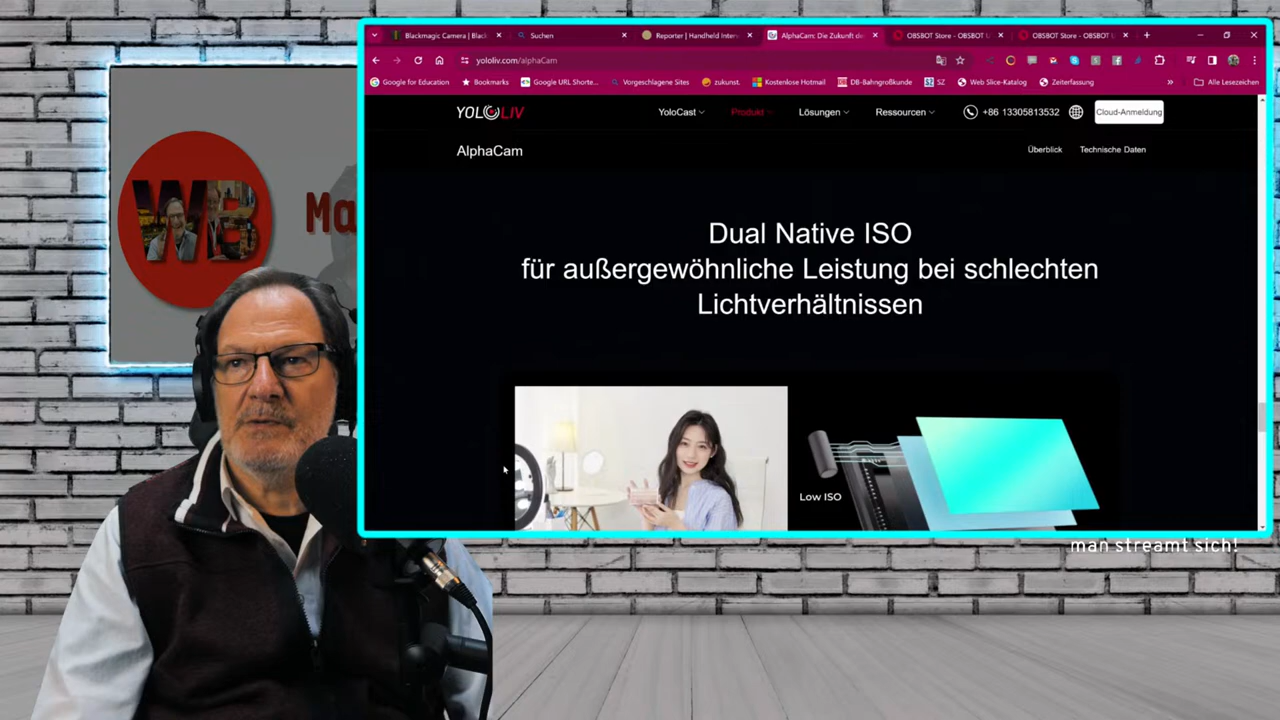 Blackmagic Camera | Black
Suchen
Reporter | Handheld Interv
AlphaCam: Die Zukunft de
OBSBOT Store - OBSBOT U
OBSBOT Store - OBSBOT U
yololiv.com/alphaCam
Google for Education
Bookmarks
Google URL Shorte...
Vorgeschlagene Sites
zukunst.
Kostenlose Hotmail
DB-Bahngroßkunde
SZ
Web Slice-Katalog
Zeiterfassung
Alle Lesezeichen
YOLOLIV
YoloCast
Produkt
Lösungen
Ressourcen
+86 13305813532
Cloud-Anmeldung
AlphaCam
Überblick
Technische Daten
WB
Ma
Dual Native ISO
für außergewöhnliche Leistung bei schlechten
Lichtverhältnissen
Low ISO
man streamt sich!